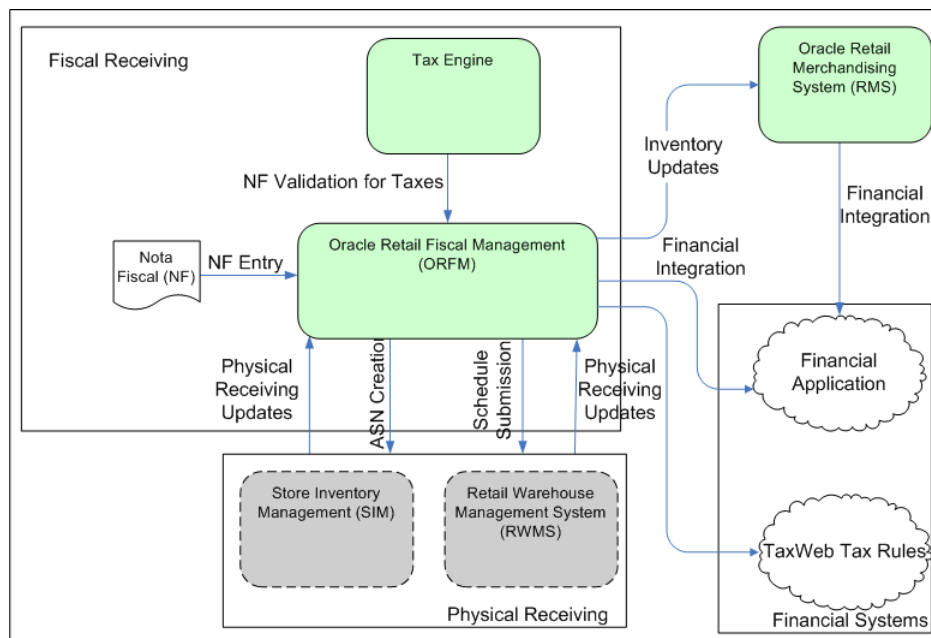 Fiscal Receiving
Tax Engine
Oracle Retail
Merchandising
System (RMS)
Inventory
Updates
NF Validation for Taxes
Financial
Integration
Oracle Retail Fiscal Management
(ORFM)
Financial
Integration
Nota
Fiscal (NF)
NF Entry
Physical
Receiving
Updates
ASN Creation
Schedule
Submission
Physical
Receiving
Updates
Financial
Application
Store Inventory
Management (SIM)
Retail Warehouse
Management System
(RWMS)
TaxWeb Tax Rules
Physical Receiving
Financial Systems